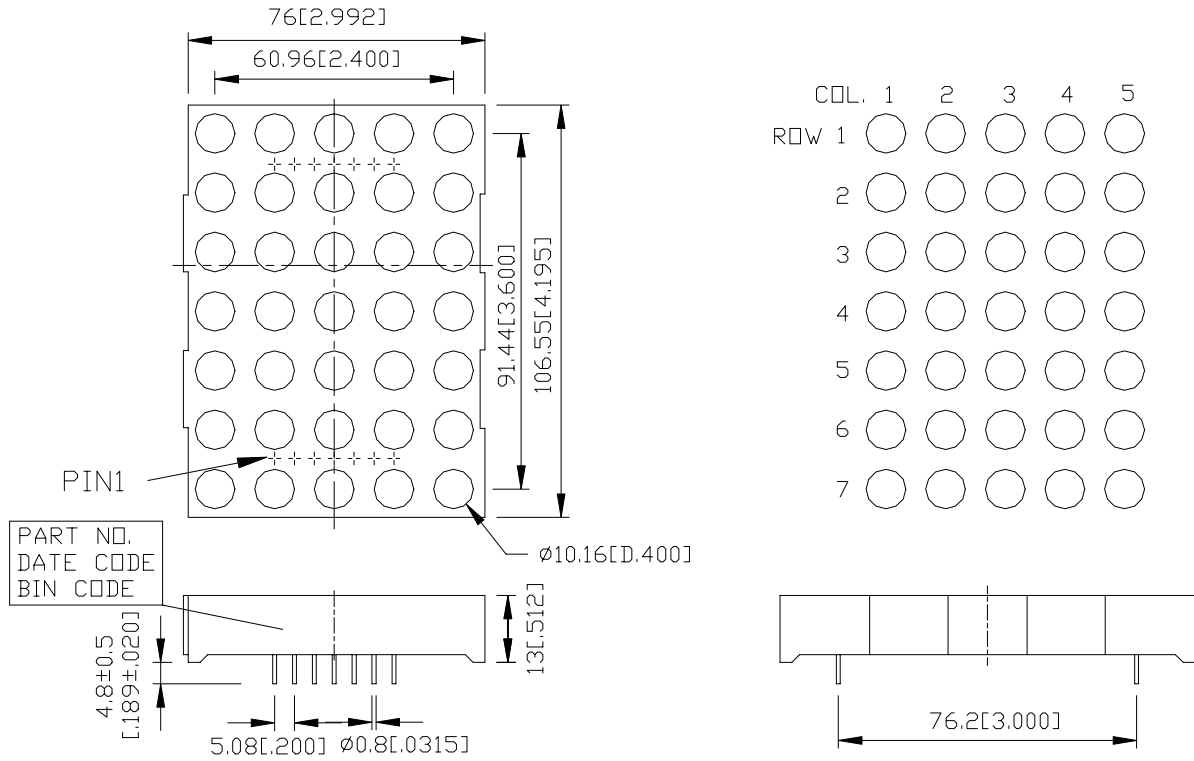 76[2.992]
60.96[2.400]
91.44[3.600]
106.55[4.195]
PIN1
Ø10.16[0.400]
PART NO.
DATE CODE
BIN CODE
4.8±0.5
[.189±.020]
13[.512]
5.08[.200]
Ø0.8[.0315]
COL. 1 2 3 4 5
ROW 1
2
3
4
5
6
7
76.2[3.000]